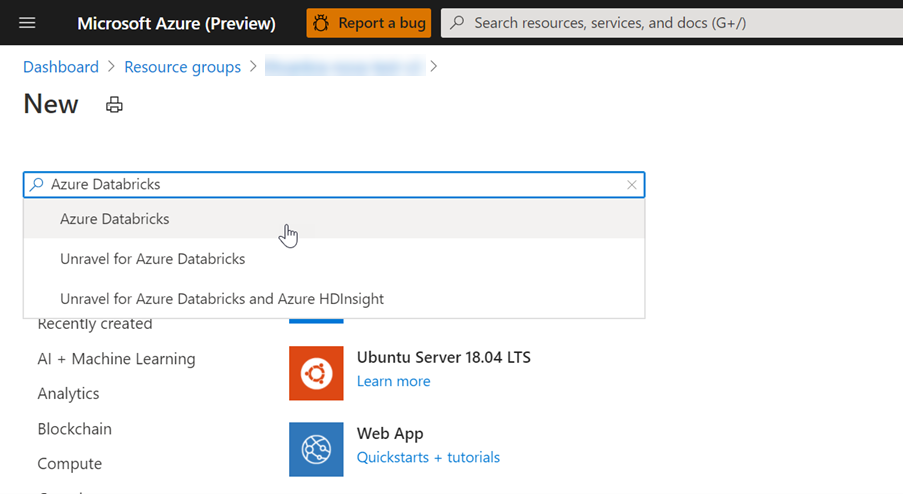 Microsoft Azure (Preview) Report a bug Search resources, services, and docs (G+/)
Dashboard > Resource groups > >
New
Azure Databricks
Azure Databricks
Unravel for Azure Databricks
Unravel for Azure Databricks and Azure HDInsight
Recently created
AI + Machine Learning
Analytics
Blockchain
Compute
Ubuntu Server 18.04 LTS
Learn more
Web App
Quickstarts + tutorials